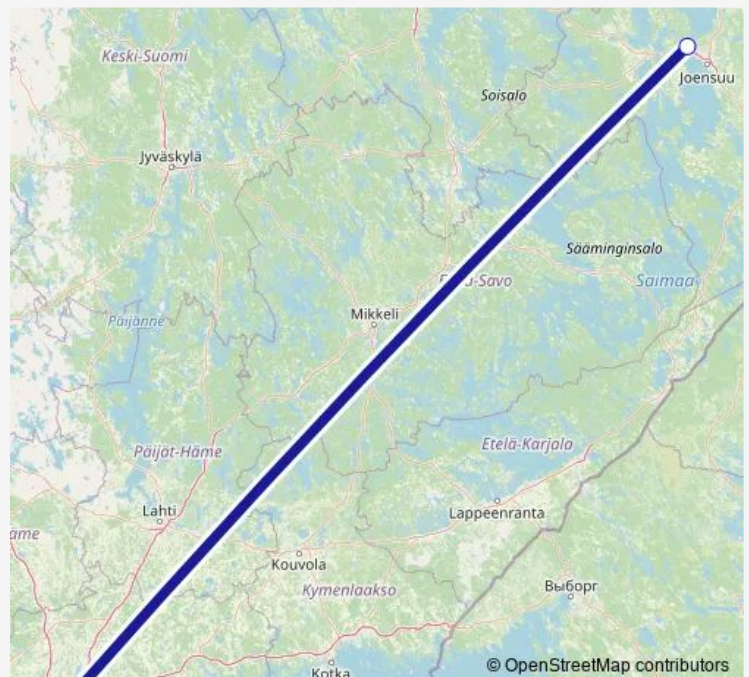 Keski-Suomi
Joensuu
Soisalo
Jyväskylä
Sääminginsalo
Saimaa
Mikkeli
Päijänne
Etelä-Karjala
Päijät-Häme
Lahti
Lappeenranta
äme
Kouvola
Kymenlaakso
Выборг
Kotka
© OpenStreetMap contributors